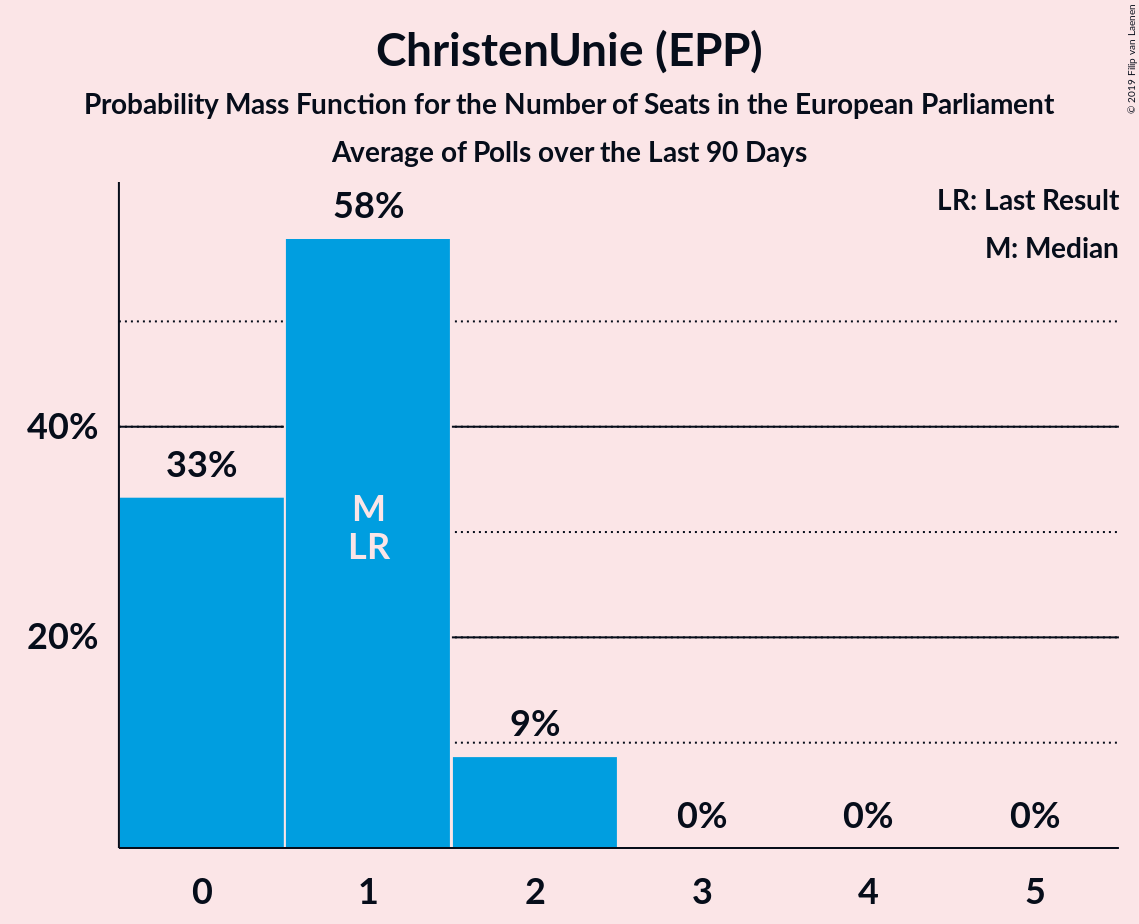 ChristenUnie (EPP)
Probability Mass Function for the Number of Seats in the European Parliament
Average of Polls over the Last 90 Days
© 2019 Filip van Laenen
LR: Last Result
M: Median
58%
40%
33%
M
LR
20%
9%
0%
0%
0%
0
1
2
3
4
5